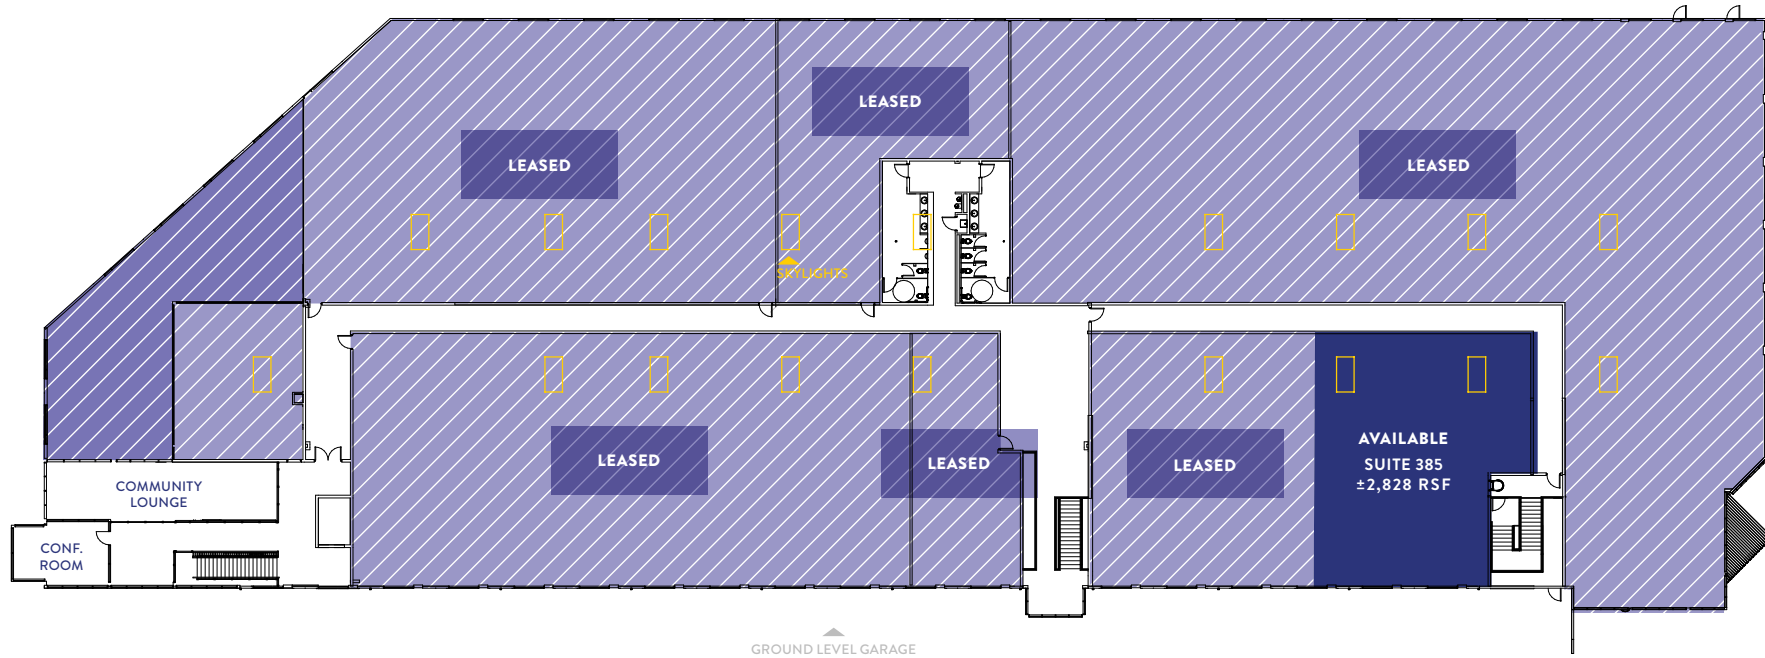 LEASED
LEASED
LEASED
SKYLIGHTS
LEASED
LEASED
LEASED
AVAILABLE
SUITE 385
±2,828 RSF
COMMUNITY
LOUNGE
CONF.
ROOM
GROUND LEVEL GARAGE